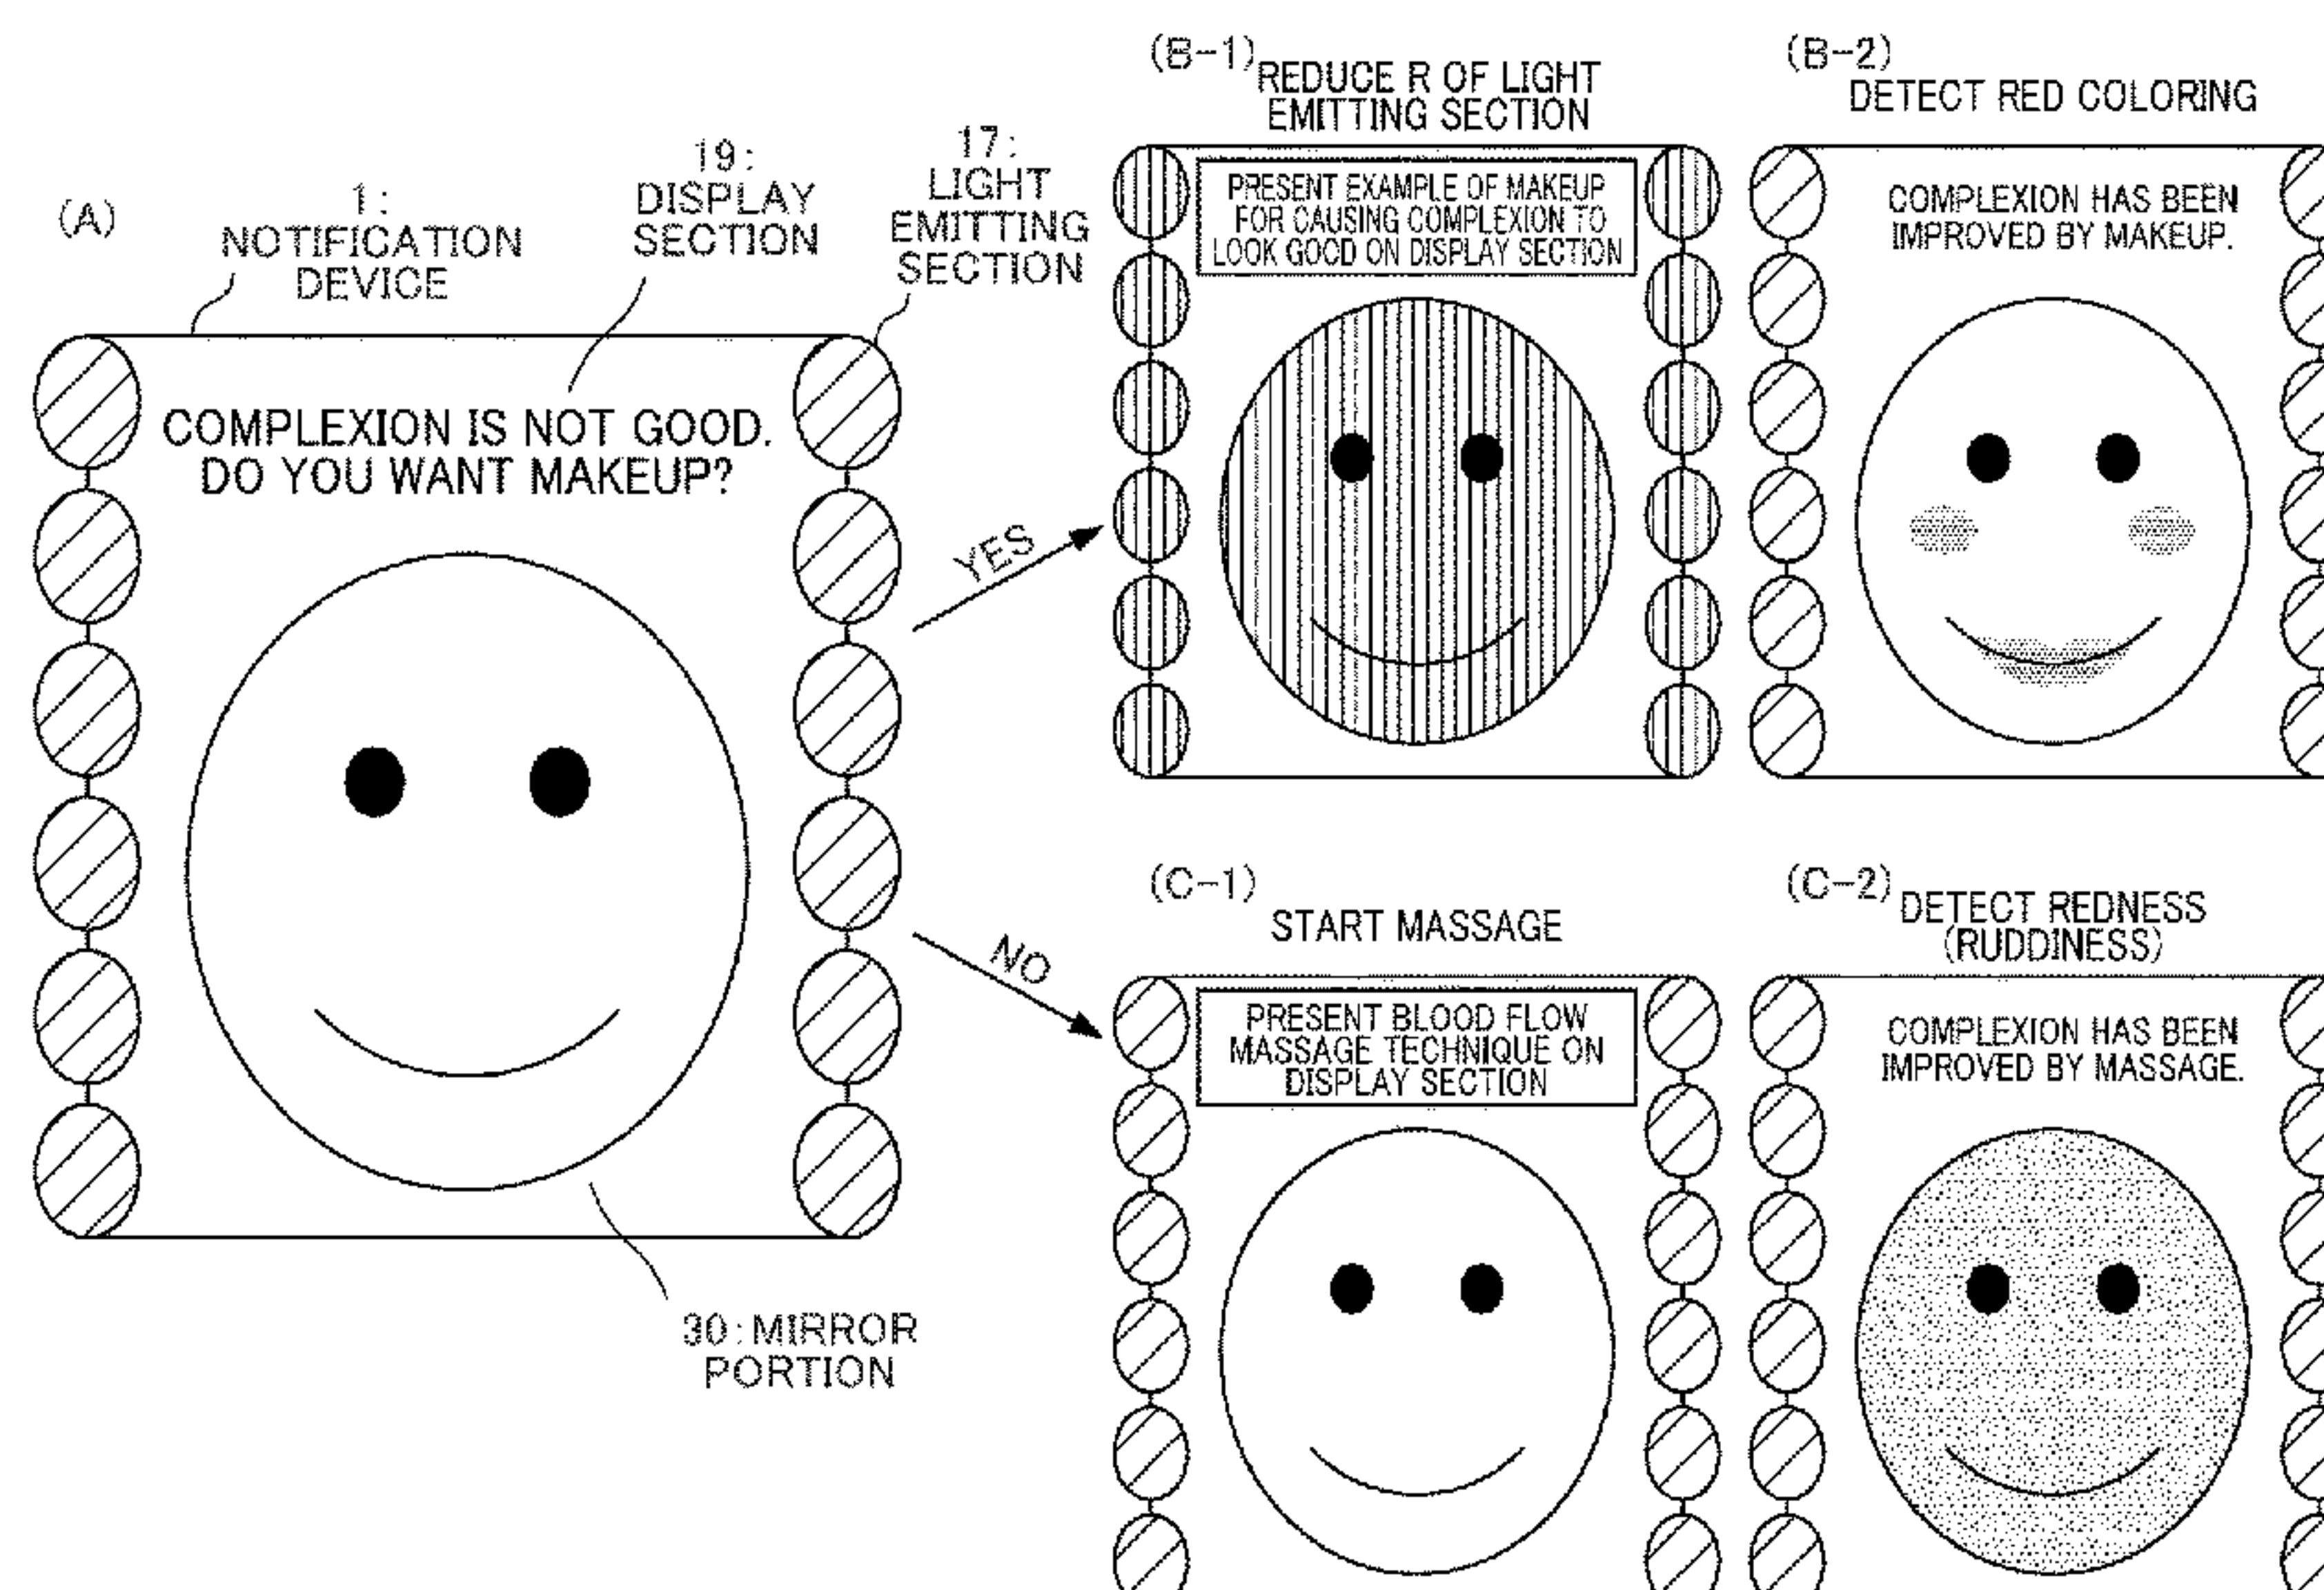 (A)
1:
NOTIFICATION
DEVICE
19:
DISPLAY
SECTION
17:
LIGHT
EMITTING
SECTION
COMPLEXION IS NOT GOOD.
DO YOU WANT MAKEUP?
30:MIRROR
PORTION
YES
NO
(B-1)
REDUCE R OF LIGHT
EMITTING SECTION
PRESENT EXAMPLE OF MAKEUP
FOR CAUSING COMPLEXION TO
LOOK GOOD ON DISPLAY SECTION
(B-2)
DETECT RED COLORING
COMPLEXION HAS BEEN
IMPROVED BY MAKEUP.
(C-1)
START MASSAGE
PRESENT BLOOD FLOW
MASSAGE TECHNIQUE ON
DISPLAY SECTION
(C-2)
DETECT REDNESS
(RUDDINESS)
COMPLEXION HAS BEEN
IMPROVED BY MASSAGE.